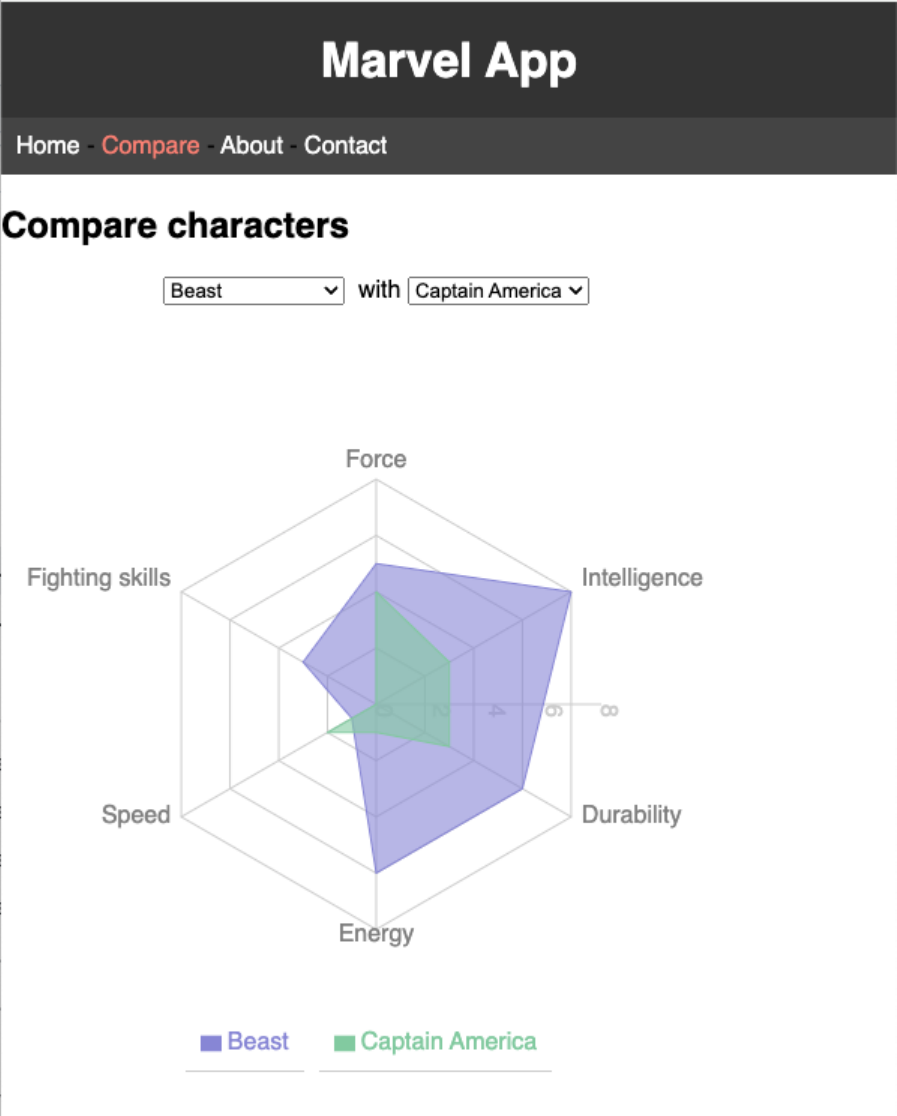 Marvel App
Home - Compare - About - Contact
Compare characters
Beast with Captain America
Force
Fighting skills
Intelligence
0 2 4 6 8
Speed
Durability
Energy
Beast Captain America